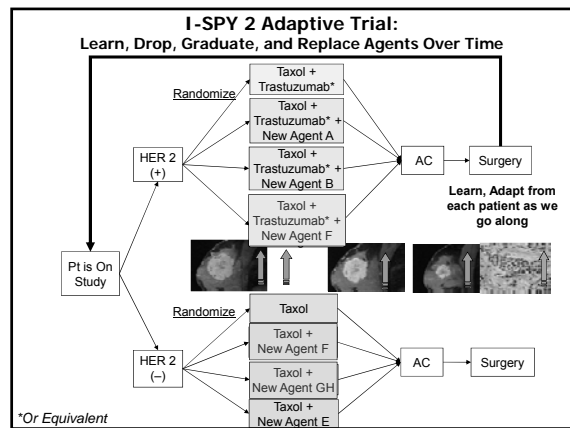 I-SPY 2 Adaptive Trial:
Learn, Drop, Graduate, and Replace Agents Over Time
Randomize
Taxol +
Trastuzumab*
Taxol +
Trastuzumab* +
New Agent A
HER 2
(+)
Taxol +
Trastuzumab* +
New Agent B
AC
Surgery
Taxol +
Trastuzumab* +
New Agent F
Learn, Adapt from
each patient as we
go along
Pt is On
Study
Randomize
Taxol
Taxol +
New Agent F
HER 2
(–)
Taxol +
New Agent GH
AC
Surgery
Taxol +
New Agent E
*Or Equivalent